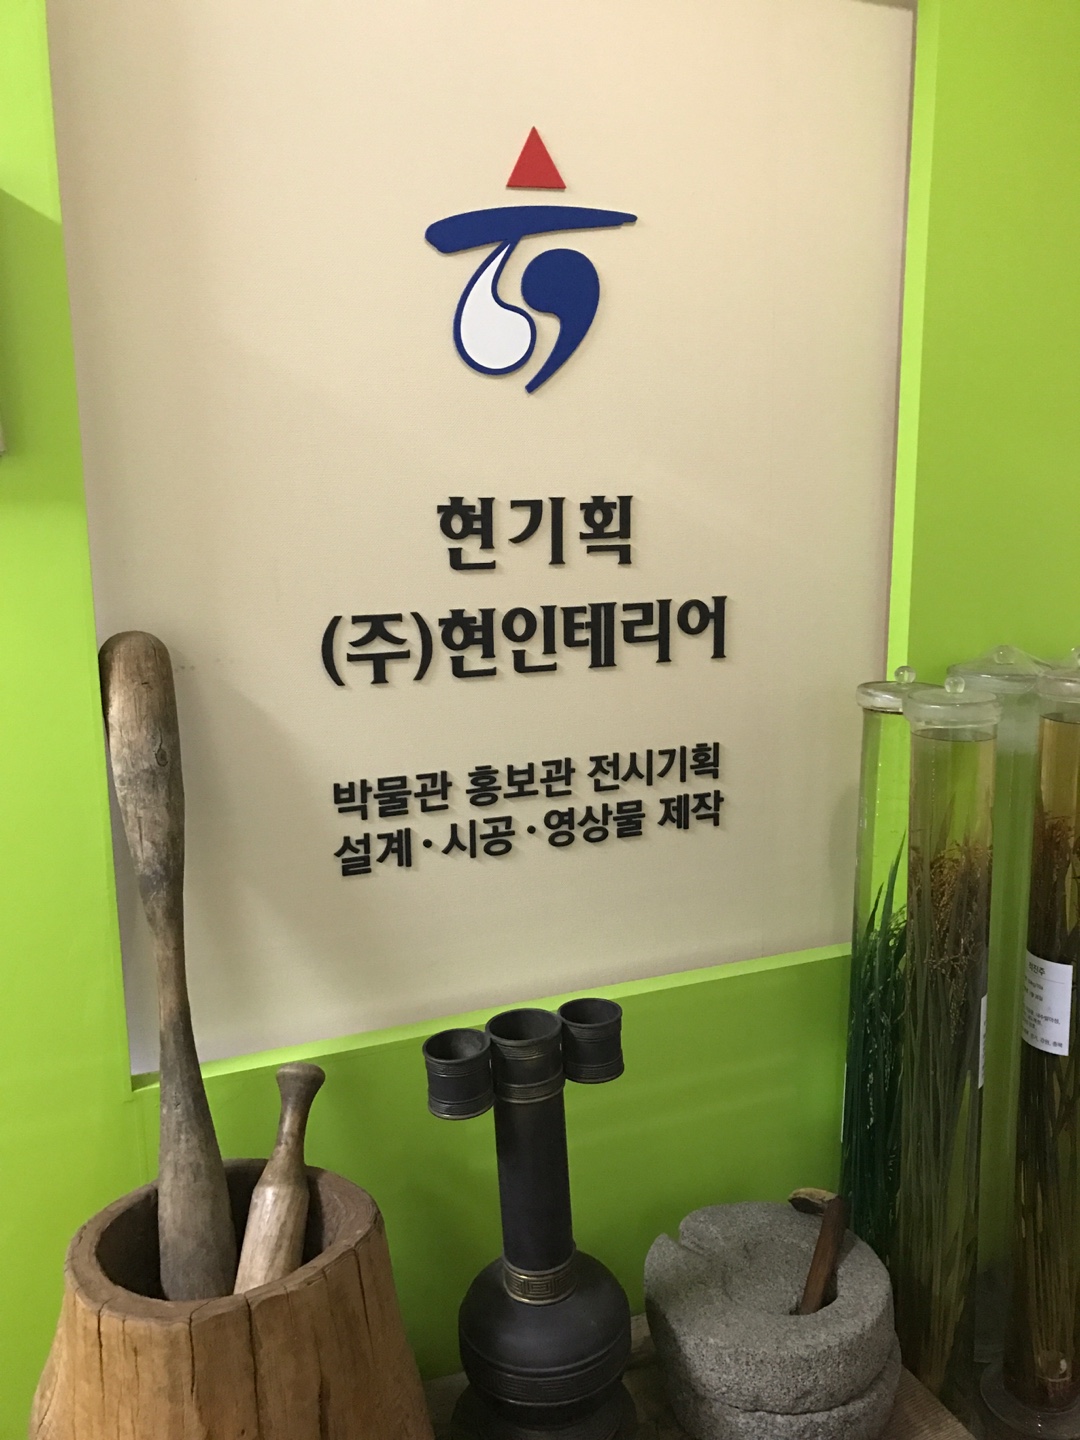 현기획
(주)현인테리어
박물관 홍보관 전시기획
설계·시공·영상물 제작